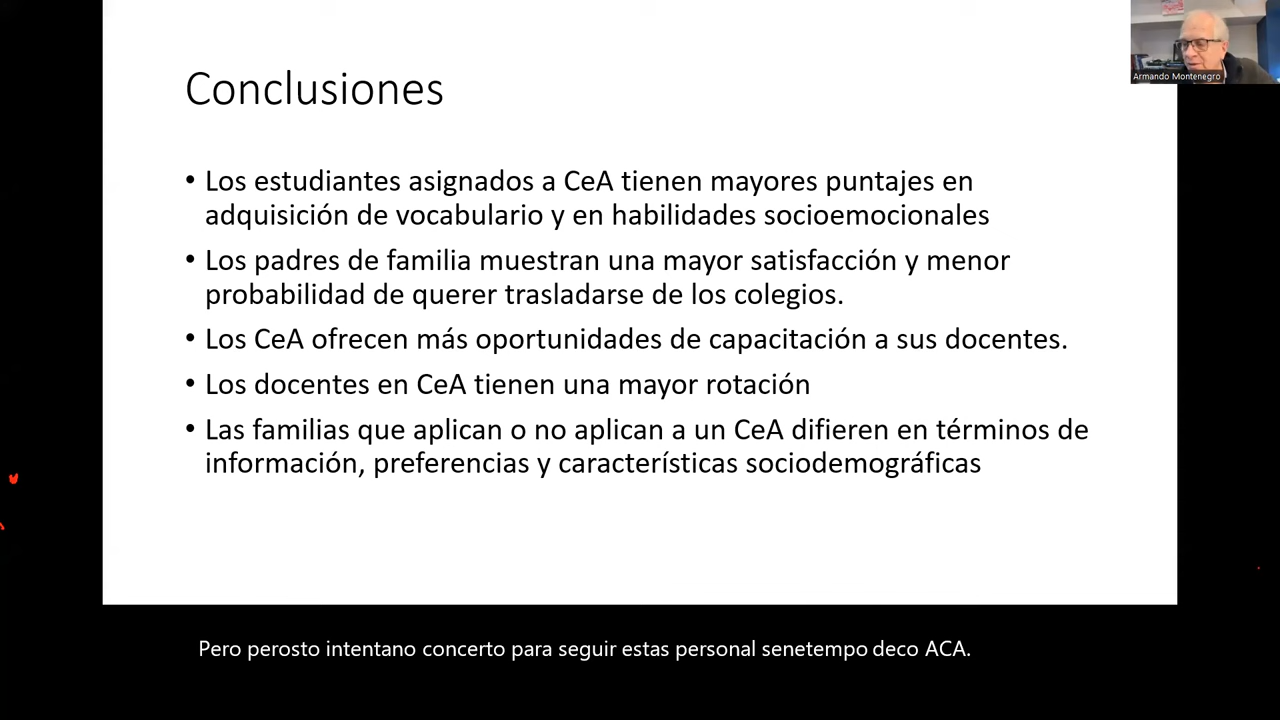 Conclusiones
• Los estudiantes asignados a CeA tienen mayores puntajes en
adquisición de vocabulario y en habilidades socioemocionales
• Los padres de familia muestran una mayor satisfacción y menor
probabilidad de querer trasladarse de los colegios.
• Los CeA ofrecen más oportunidades de capacitación a sus docentes.
• Los docentes en CeA tienen una mayor rotación
• Las familias que aplican o no aplican a un CeA difieren en términos de
información, preferencias y características sociodemográficas
Armando Montenegro
Pero perosto intentano concerto para seguir estas personal senetempo deco ACA.